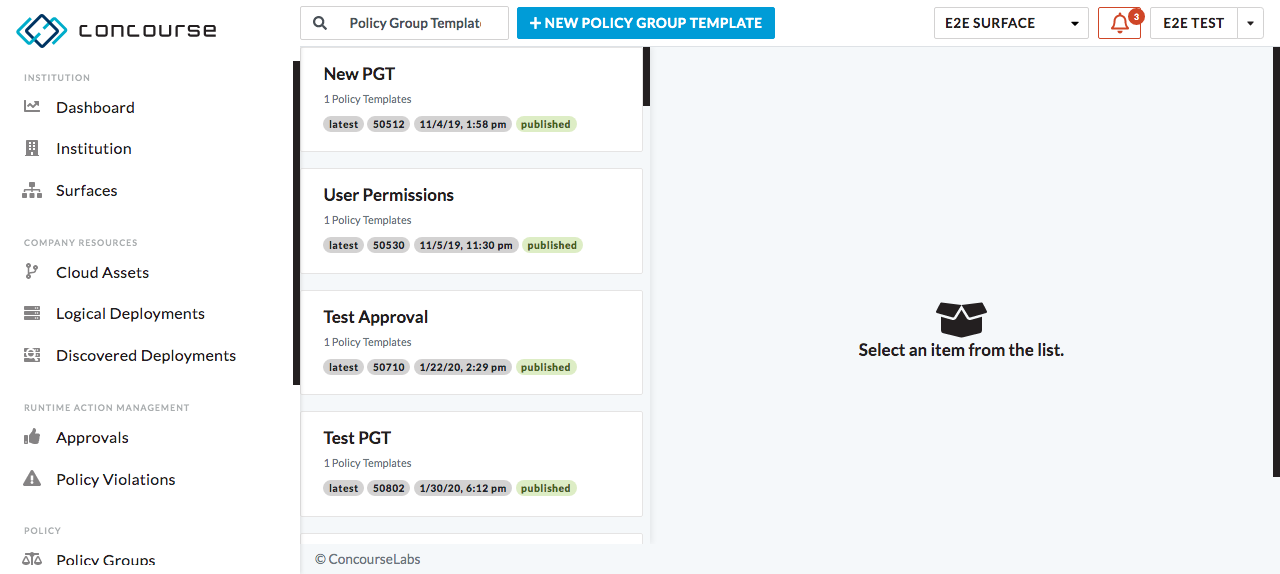 concourse
Policy Group Templat
NEW POLICY GROUP TEMPLATE
E2E SURFACE
3
E2E TEST
INSTITUTION
Dashboard
Institution
Surfaces
COMPANY RESOURCES
Cloud Assets
Logical Deployments
Discovered Deployments
RUNTIME ACTION MANAGEMENT
Approvals
Policy Violations
POLICY
Policy Groups
New PGT
1 Policy Templates
latest 50512 11/4/19, 1:58 pm published
User Permissions
1 Policy Templates
latest 50530 11/5/19, 11:30 pm published
Test Approval
1 Policy Templates
latest 50710 1/22/20, 2:29 pm published
Test PGT
1 Policy Templates
latest 50802 1/30/20, 6:12 pm published
Select an item from the list.
© ConcourseLabs